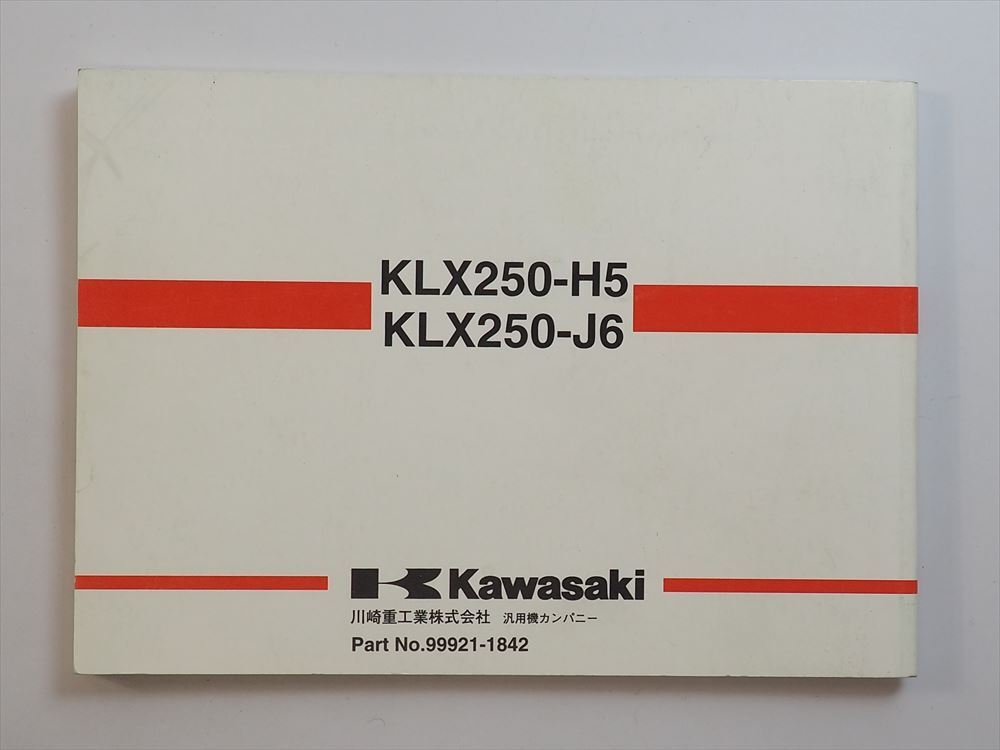 KLX250-H5
KLX250-J6
Kawasaki
川崎重工業株式会社 汎用機カンパニー
Part No.99921-1842